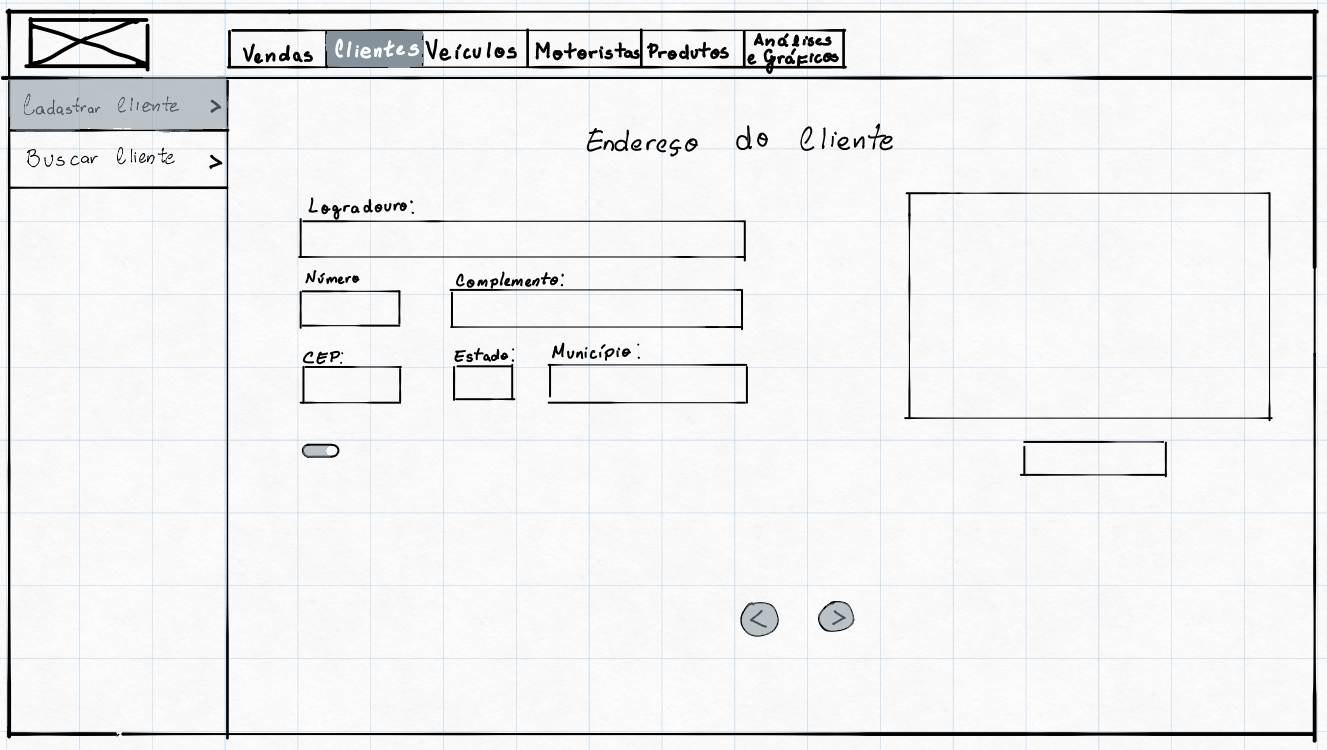 Vendas
Clientes
Veículos
Motoristas
Produtos
Análises
e Gráficos
Cadastrar Cliente >
Buscar Cliente >
Endereço do Cliente
Logradouro:
Número
Complemento:
CEP:
Estado:
Município:
< >